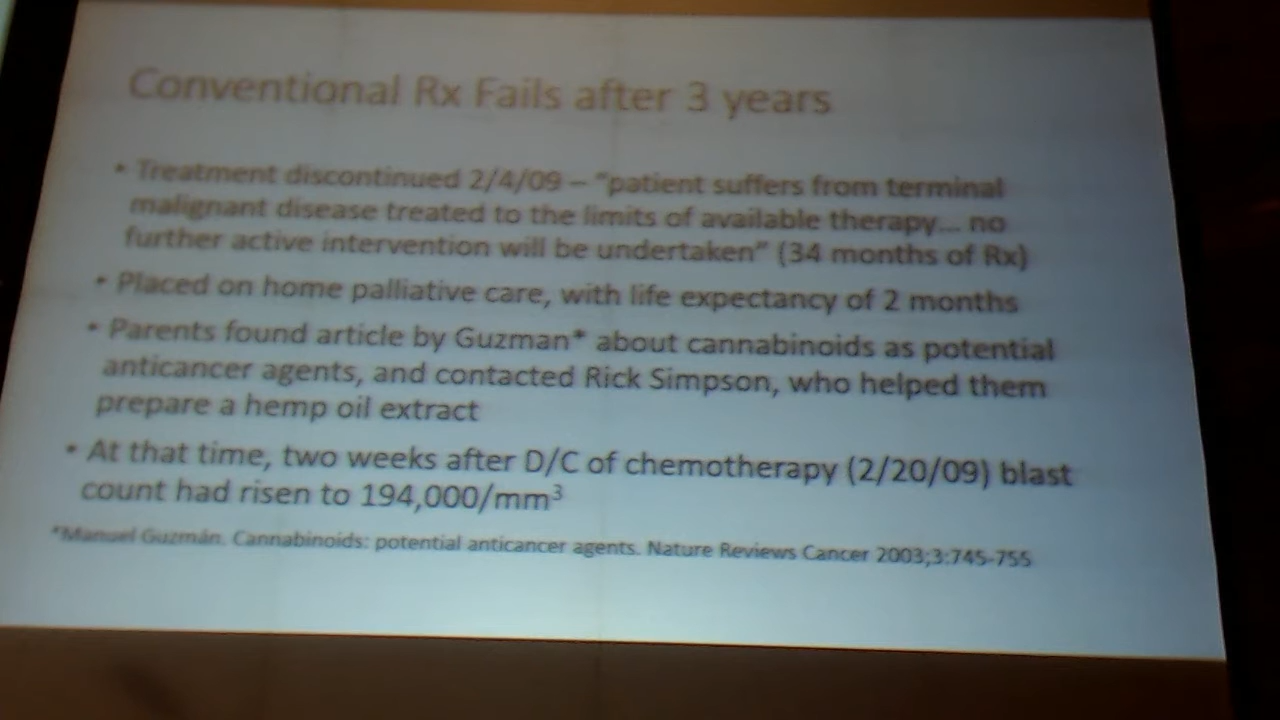 Conventional Rx Fails after 3 years
• Treatment discontinued 2/4/09 – "patient suffers from terminal
malignant disease treated to the limits of available therapy... no
further active intervention will be undertaken" (34 months of Rx)
• Placed on home palliative care, with life expectancy of 2 months
• Parents found article by Guzman* about cannabinoids as potential
anticancer agents, and contacted Rick Simpson, who helped them
prepare a hemp oil extract
• At that time, two weeks after D/C of chemotherapy (2/20/09) blast
count had risen to 194,000/mm³
*Manuel Guzmán. Cannabinoids: potential anticancer agents. Nature Reviews Cancer 2003;3:745-755